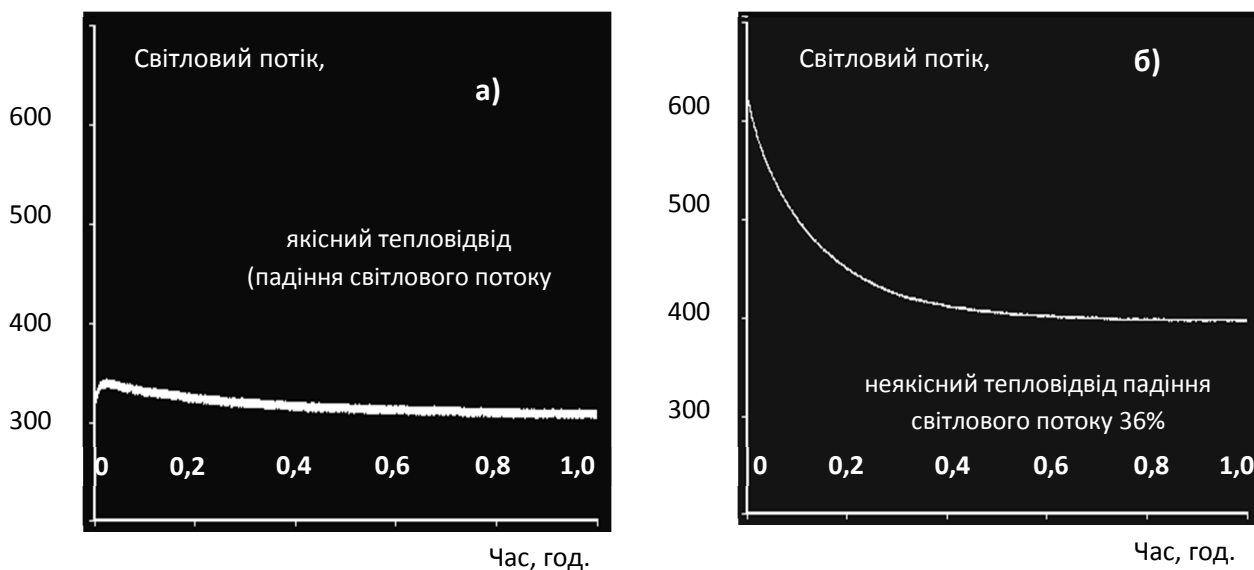 Світловий потік,
а)
600
500
якісний тепловідвід
(падіння світлового потоку
400
300
0 0,2 0,4 0,6 0,8 1,0
Час, год.
Світловий потік,
б)
600
500
400
неякісний тепловідвід падіння
світлового потоку 36%
300
0 0,2 0,4 0,6 0,8 1,0
Час, год.